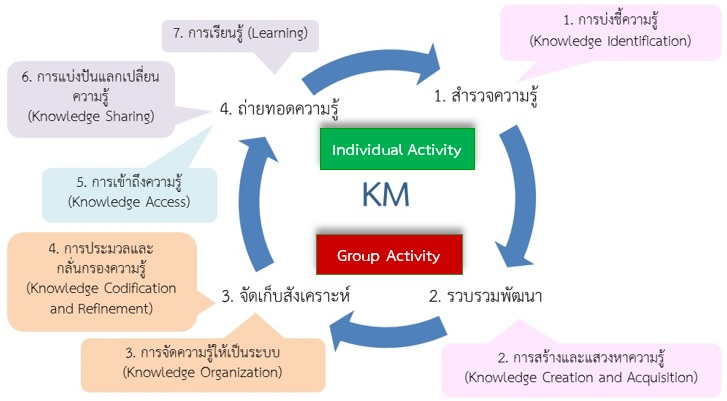 7. การเรียนรู้ (Learning)
1. การบ่งชี้ความรู้
(Knowledge Identification)
6. การแบ่งปันแลกเปลี่ยน
ความรู้
(Knowledge Sharing)
4. ถ่ายทอดความรู้
1. สำรวจความรู้
Individual Activity
5. การเข้าถึงความรู้
(Knowledge Access)
KM
4. การประมวลและ
กลั่นกรองความรู้
(Knowledge Codification
and Refinement)
Group Activity
3. จัดเก็บสังเคราะห์
2. รวบรวมพัฒนา
3. การจัดความรู้ให้เป็นระบบ
(Knowledge Organization)
2. การสร้างและแสวงหาความรู้
(Knowledge Creation and Acquisition)